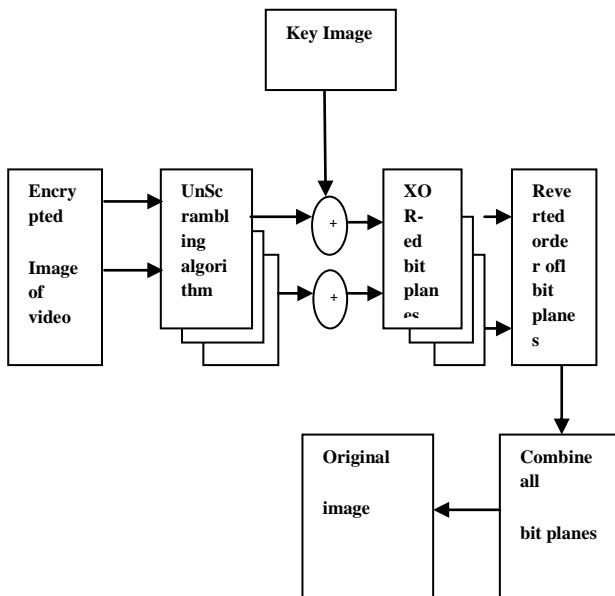 Key Image
Encry
pted
Image
of
video
UnSc
rambl
ing
algori
thm
+
+
XO
R-
ed
bit
plan
es
Reve
rted
orde
r ofl
bit
plane
s
Original
image
Combine
all
bit planes